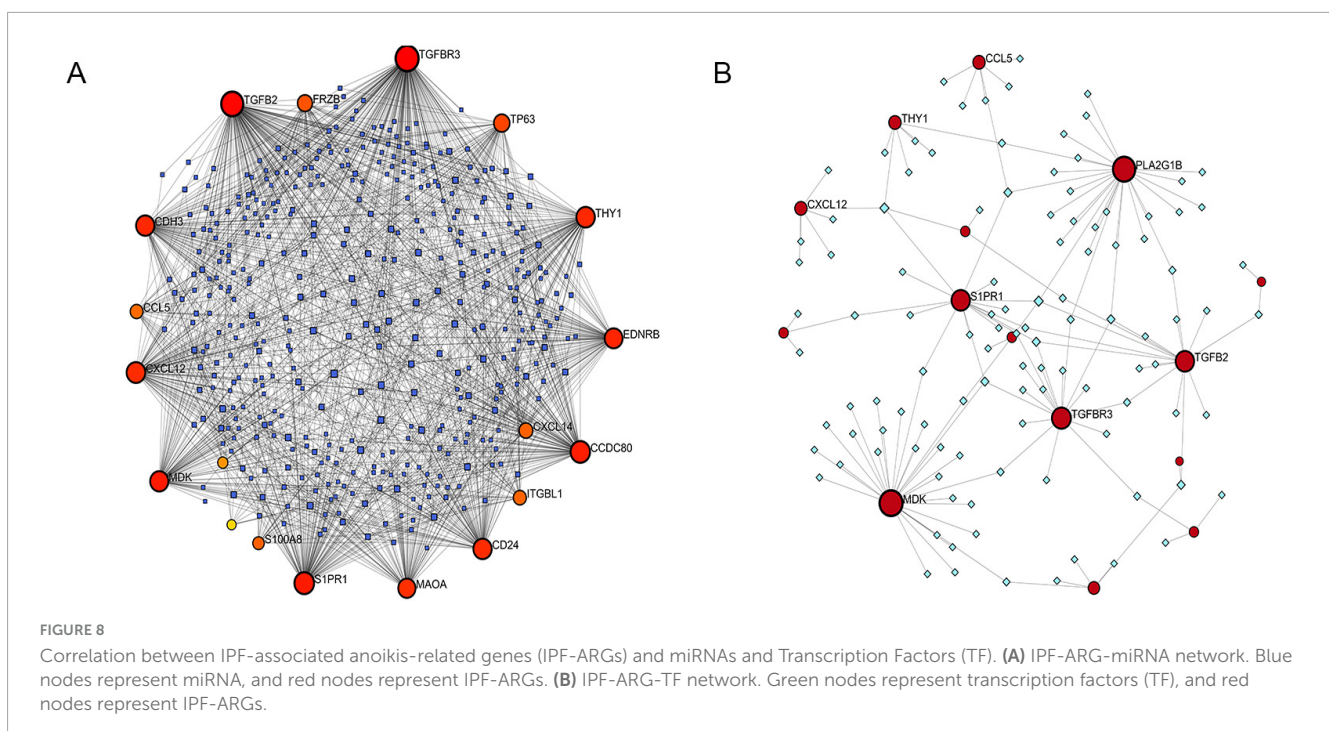 A
TGFBR3
TGFB2
FRZB
TP63
CDH3
THY1
CCL5
EDNRB
CXCL12
CXCL14
CCDC80
MDK
ITGBL1
S100A8
CD24
S1PR1
MAOA
B
CCL5
THY1
PLA2G1B
CXCL12
S1PR1
TGFB2
TGFBR3
MDK
FIGURE 8
Correlation between IPF-associated anoikis-related genes (IPF-ARGs) and miRNAs and Transcription Factors (TF). (A) IPF-ARG-miRNA network. Blue
nodes represent miRNA, and red nodes represent IPF-ARGs. (B) IPF-ARG-TF network. Green nodes represent transcription factors (TF), and red
nodes represent IPF-ARGs.